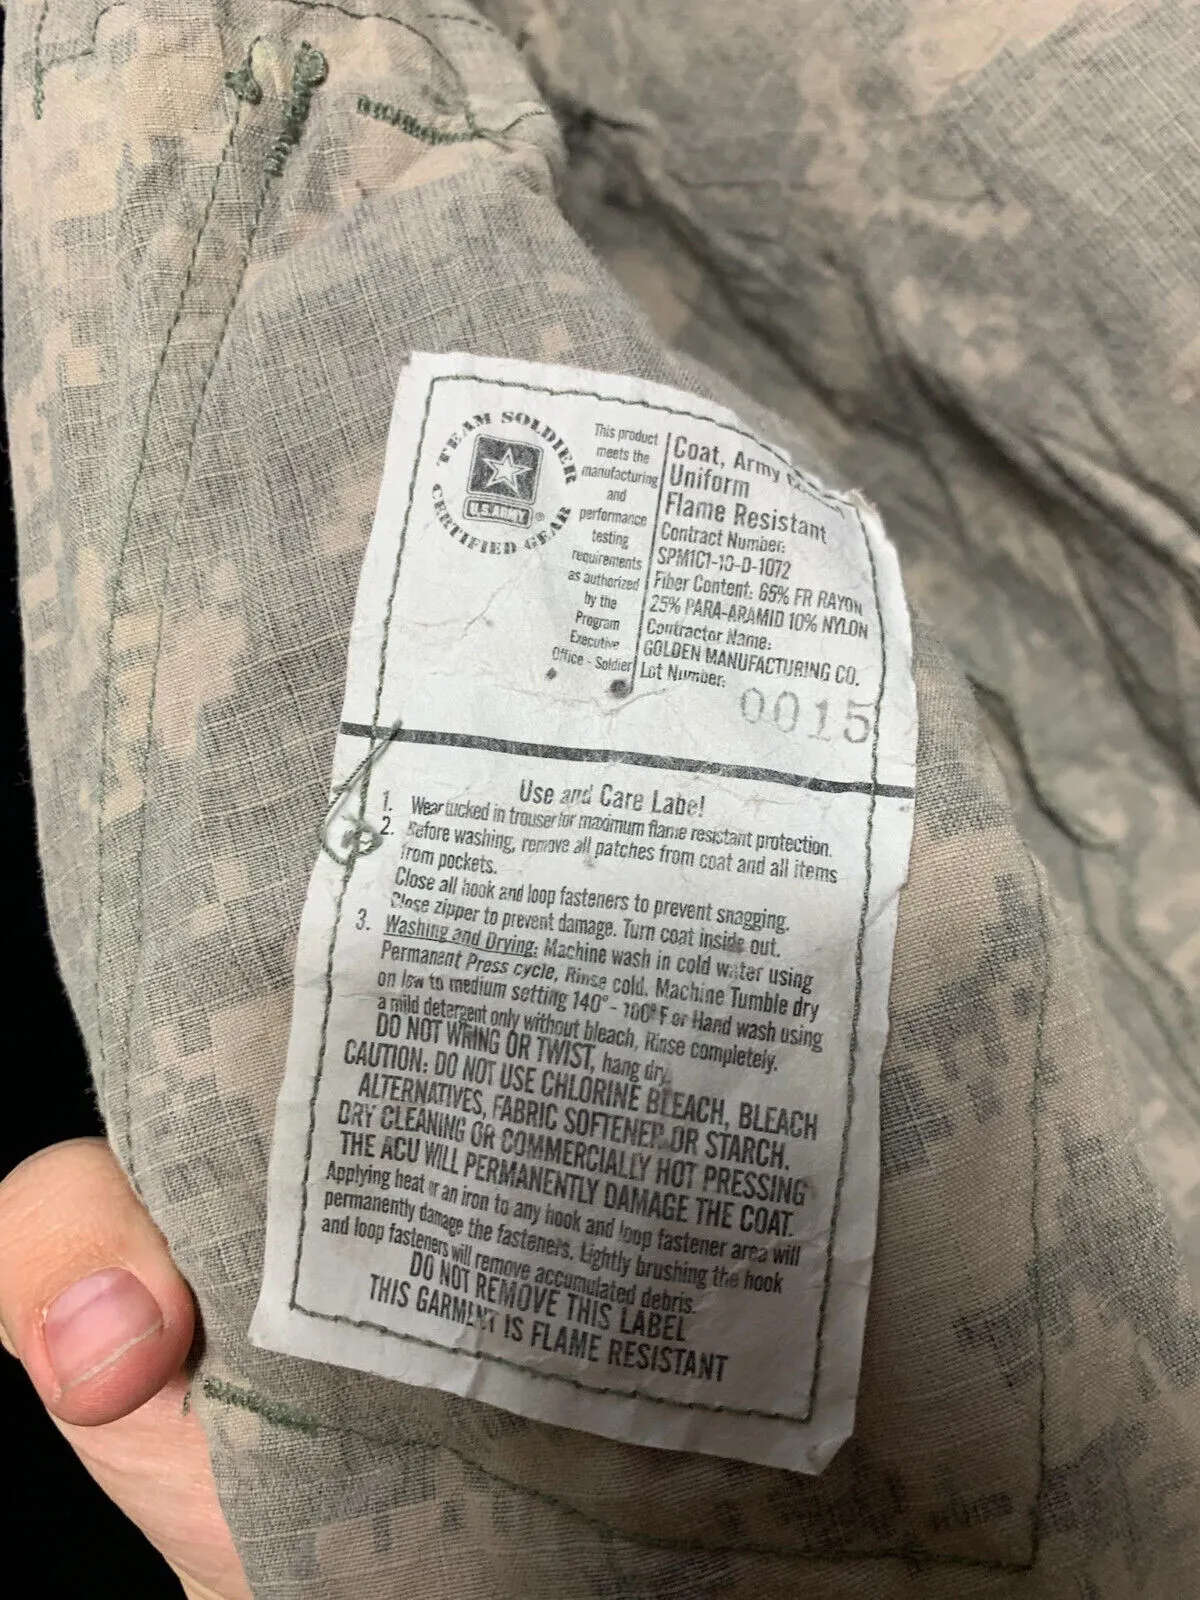 TEAM SOLDIER
CERTIFIED GEAR
U.S.ARMY
®
This product
meets the
manufacturing
and
performance
testing
requirements
as authorized
by the
Program
Executive
Office - Soldier
Coat, Army
Uniform
Flame Resistant
Contract Number:
SPM1C1-10-D-1072
Fiber Content: 65% FR RAYON
25% PARA-ARAMID 10% NYLON
Contractor Name:
GOLDEN MANUFACTURING CO.
Lot Number:
0015
Use and Care Label
1. Wear tucked in trouser for maximum flame resistant protection.
2. Before washing, remove all patches from coat and all items
from pockets.
Close all hook and loop fasteners to prevent snagging.
Close zipper to prevent damage. Turn coat inside out.
3. Washing and Drying: Machine wash in cold water using
Permanent Press cycle, Rinse cold. Machine Tumble dry
on low to medium setting 140° - 160° F or Hand wash using
a mild detergent only without bleach, Rinse completely.
DO NOT WRING OR TWIST, hang dry.
CAUTION: DO NOT USE CHLORINE BLEACH, BLEACH
ALTERNATIVES, FABRIC SOFTENER OR STARCH.
DRY CLEANING OR COMMERCIALLY HOT PRESSING
THE ACU WILL PERMANENTLY DAMAGE THE COAT.
Applying heat or an iron to any hook and loop fastener area will
permanently damage the fasteners. Lightly brushing the hook
and loop fasteners will remove accumulated debris.
DO NOT REMOVE THIS LABEL
THIS GARMENT IS FLAME RESISTANT